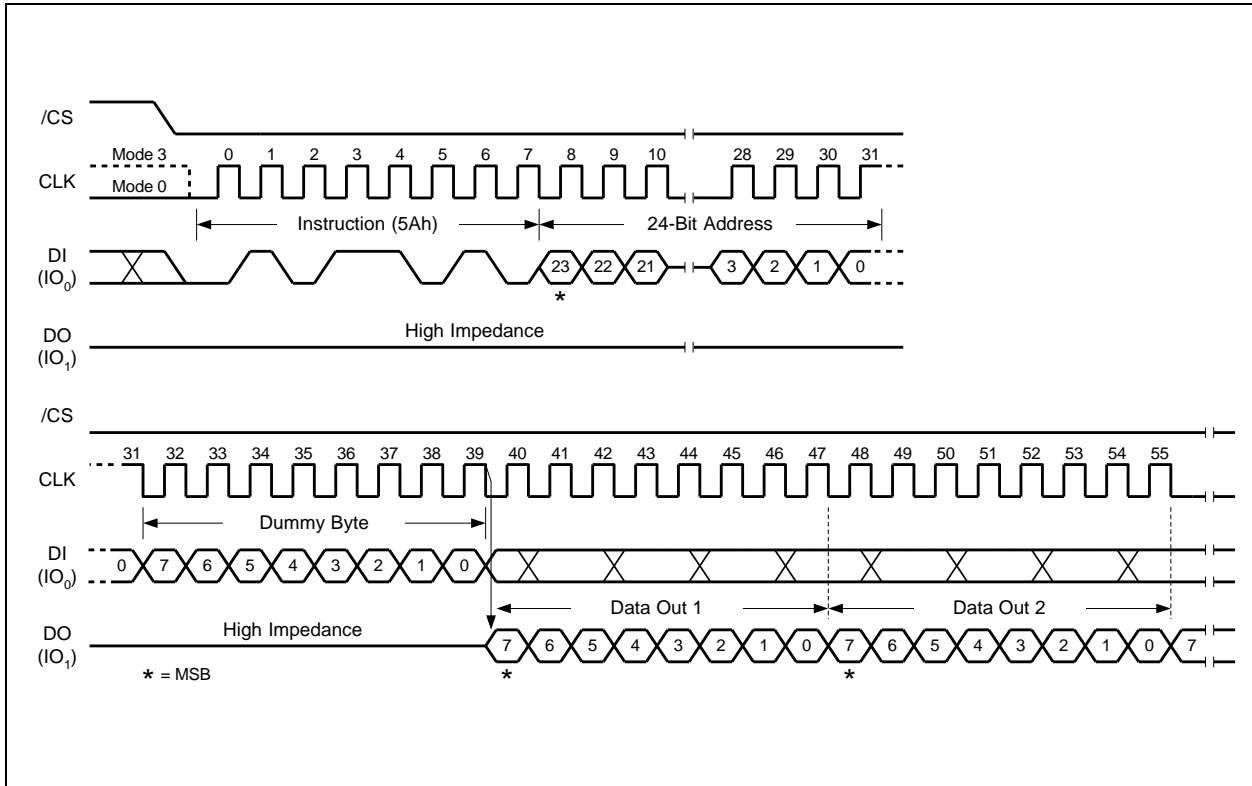 /CS
Mode 3 0 1 2 3 4 5 6 7 8 9 10 28 29 30 31
CLK
Mode 0
Instruction (5Ah) 24-Bit Address
DI
(IO0) 23 22 21 3 2 1 0
*
DO High Impedance
(IO1)
/CS
31 32 33 34 35 36 37 38 39 40 41 42 43 44 45 46 47 48 49 50 51 52 53 54 55
CLK
Dummy Byte
DI
(IO0) 0 7 6 5 4 3 2 1 0
Data Out 1 Data Out 2
DO High Impedance
(IO1) 7 6 5 4 3 2 1 0 7 6 5 4 3 2 1 0 7
* = MSB * *